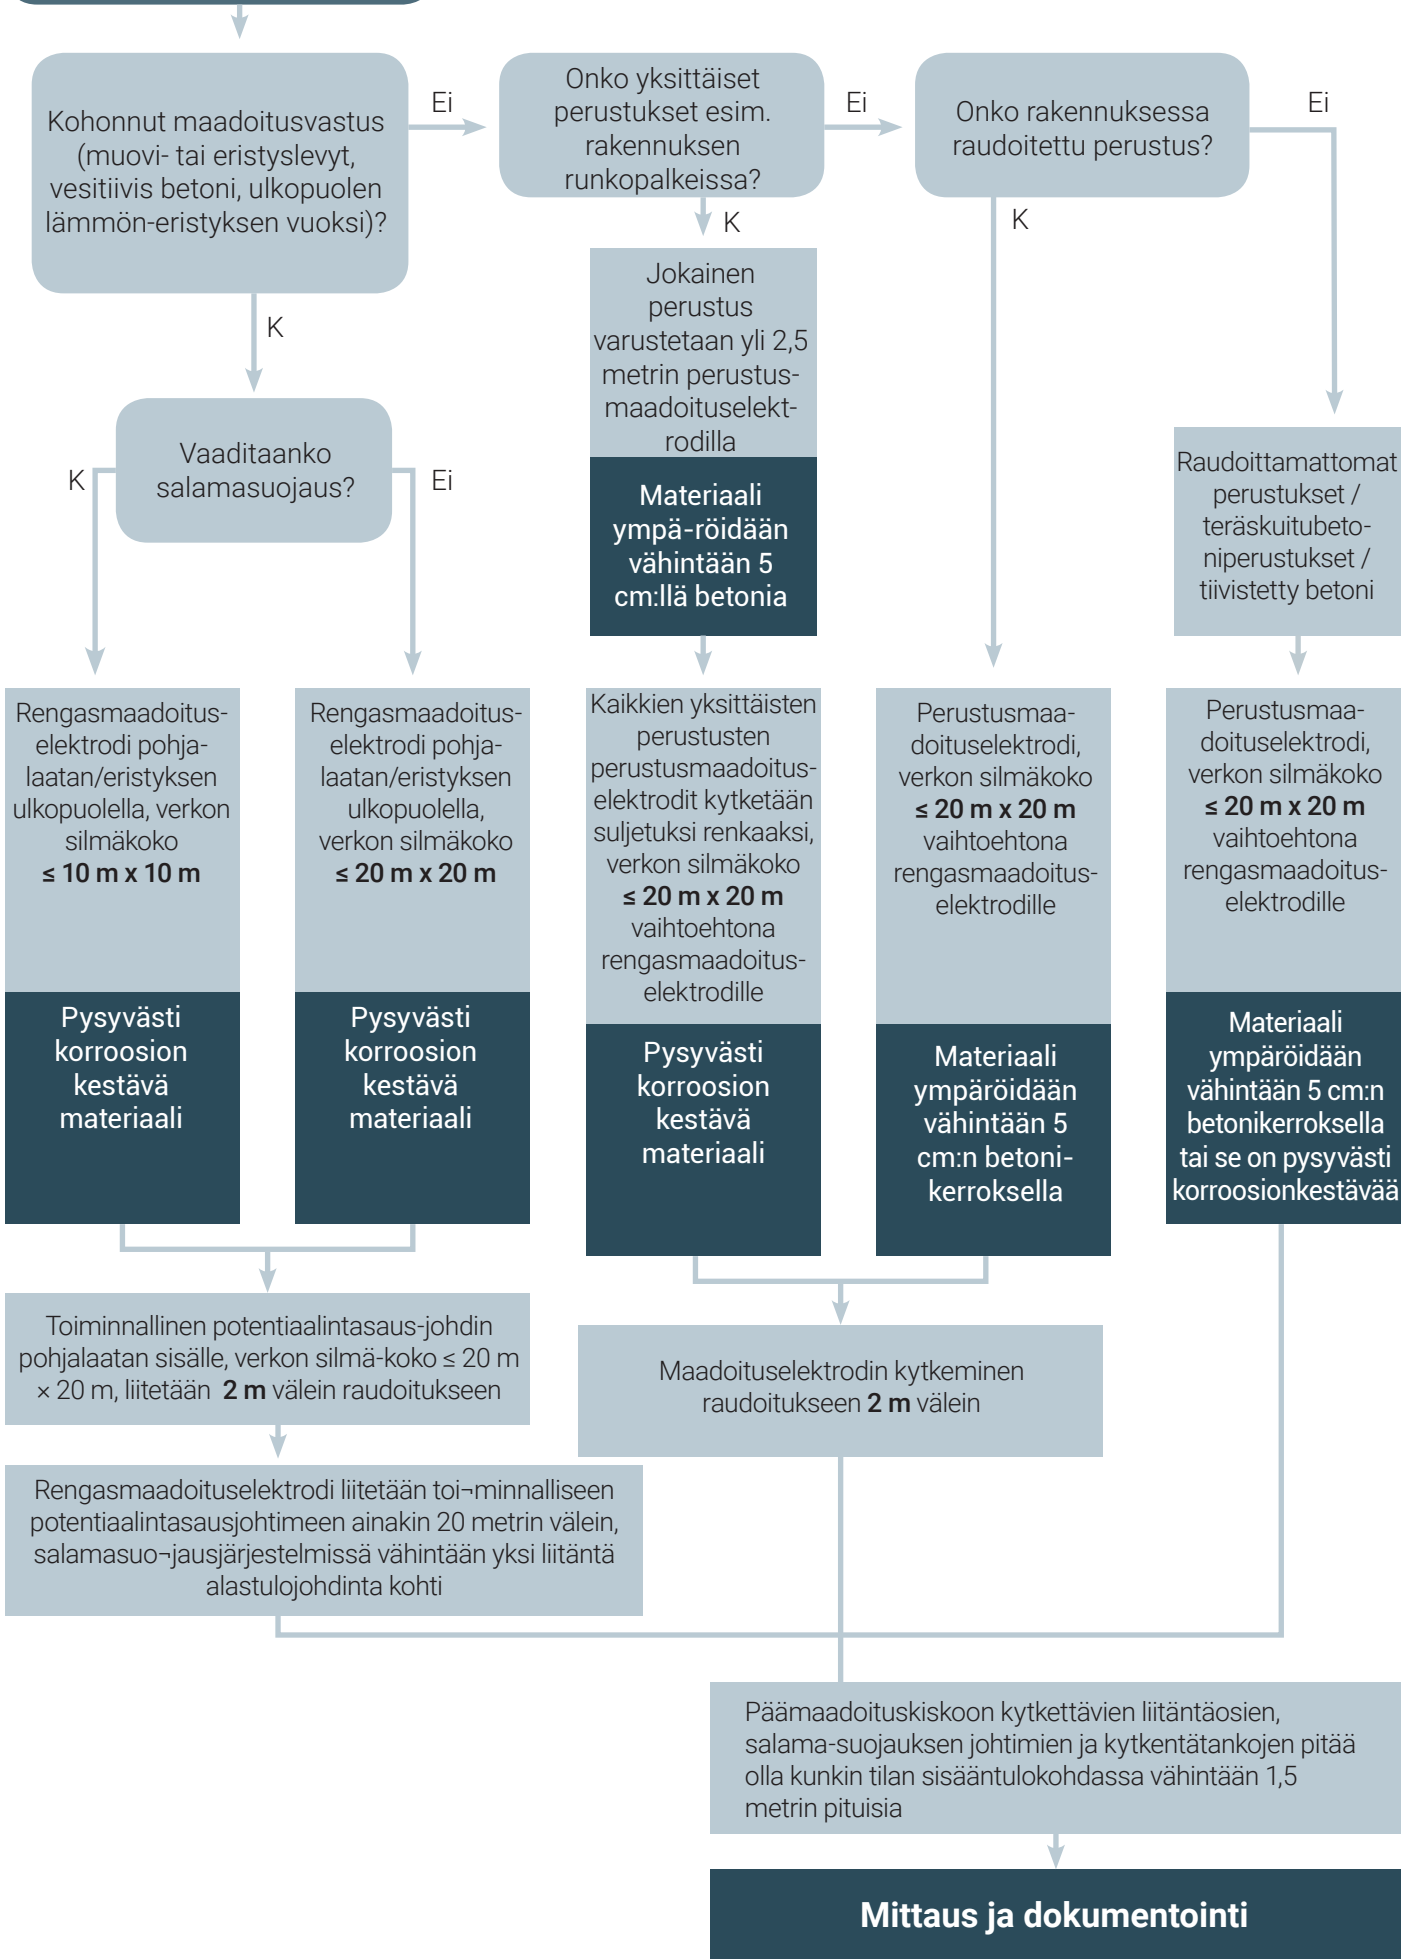 Kohonnut maadoitusvastus
(muovi- tai eristyslevyt,
vesitiivis betoni, ulkopuolen
lämmön-eristyksen vuoksi)?
Ei
Onko yksittäiset
perustukset esim.
rakennuksen
runkopalkeissa?
Ei
Onko rakennuksessa
raudoitettu perustus?
Ei
K
K
K
Vaaditaanko
salamasuojaus?
K
Ei
Jokainen
perustus
varustetaan yli 2,5
metrin perustus-
maadoituselekt-
rodilla
Materiaali
ympä-röidään
vähintään 5
cm:llä betonia
Raudoittamattomat
perustukset /
teräskuitubeto-
niperustukset /
tiivistetty betoni
Rengasmaadoitus-
elektrodi pohja-
laatan/eristyksen
ulkopuolella, verkon
silmäkoko
≤ 10 m x 10 m
Pysyvästi
korroosion
kestävä
materiaali
Rengasmaadoitus-
elektrodi pohja-
laatan/eristyksen
ulkopuolella,
verkon silmäkoko
≤ 20 m x 20 m
Pysyvästi
korroosion
kestävä
materiaali
Kaikkien yksittäisten
perustusten
perustusmaadoitus-
elektrodit kytketään
suljetuksi renkaaksi,
verkon silmäkoko
≤ 20 m x 20 m
vaihtoehtona
rengasmaadoitus-
elektrodille
Pysyvästi
korroosion
kestävä
materiaali
Perustusmaa-
doituselektrodi,
verkon silmäkoko
≤ 20 m x 20 m
vaihtoehtona
rengasmaadoitus-
elektrodille
Materiaali
ympäröidään
vähintään 5
cm:n betoni-
kerroksella
Perustusmaa-
doituselektrodi,
verkon silmäkoko
≤ 20 m x 20 m
vaihtoehtona
rengasmaadoitus-
elektrodille
Materiaali
ympäröidään
vähintään 5 cm:n
betonikerroksella
tai se on pysyvästi
korroosionkestävää
Toiminnallinen potentiaalintasaus-johdin
pohjalaatan sisälle, verkon silmä-koko ≤ 20 m
× 20 m, liitetään 2 m välein raudoitukseen
Maadoituselektrodin kytkeminen
raudoitukseen 2 m välein
Rengasmaadoituselektrodi liitetään toi¬minnalliseen
potentiaalintasausjohtimeen ainakin 20 metrin välein,
salamasuo¬jausjärjestelmissä vähintään yksi liitäntä
alastulojohdinta kohti
Päämaadoituskiskoon kytkettävien liitäntäosien,
salama-suojauksen johtimien ja kytkentätankojen pitää
olla kunkin tilan sisääntulokohdassa vähintään 1,5
metrin pituisia
Mittaus ja dokumentointi